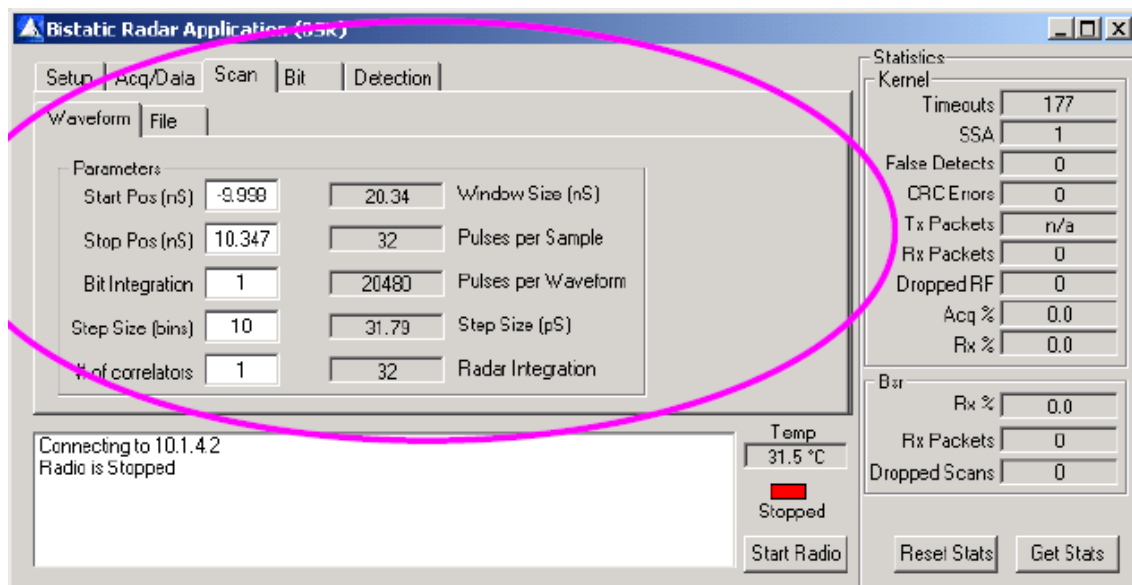 Bistatic Radar Application (BSR)
Setup Acq/Data Scan Bit Detection
Waveform File
Parameters
Start Pos (nS) -9.998 20.34 Window Size (nS)
Stop Pos (nS) 10.347 32 Pulses per Sample
Bit Integration 1 20480 Pulses per Waveform
Step Size (bins) 10 31.79 Step Size (pS)
# of correlators 1 32 Radar Integration
Connecting to 10.1.4.2
Radio is Stopped
Temp
31.5 °C
Stopped
Start Radio
Statistics
Kernel
Timeouts 177
SSA 1
False Detects 0
CRC Errors 0
Tx Packets n/a
Rx Packets 0
Dropped RF 0
Acq % 0.0
Rx % 0.0
Bsr
Rx % 0.0
Rx Packets 0
Dropped Scans 0
Reset Stats Get Stats